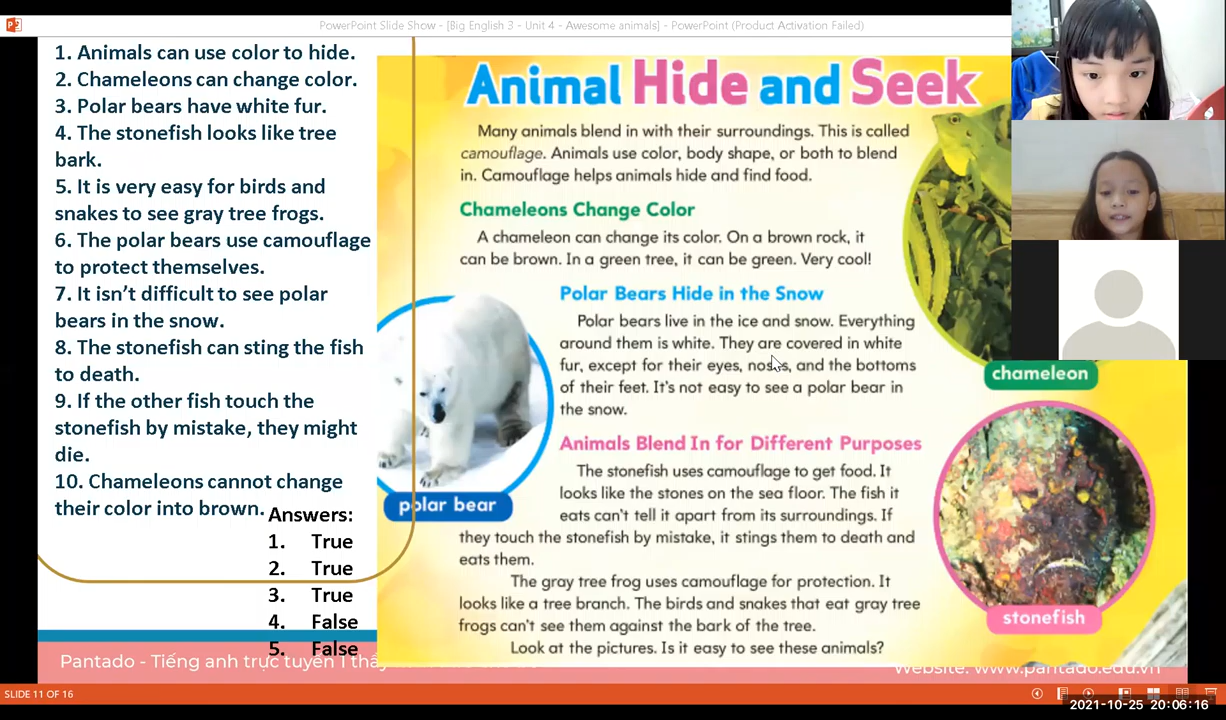 PowerPoint Slide Show - [Big English 3 - Unit 4 - Awesome animals] - PowerPoint (Product Activation Failed)
1. Animals can use color to hide.
2. Chameleons can change color.
3. Polar bears have white fur.
4. The stonefish looks like tree
bark.
5. It is very easy for birds and
snakes to see gray tree frogs.
6. The polar bears use camouflage
to protect themselves.
7. It isn't difficult to see polar
bears in the snow.
8. The stonefish can sting the fish
to death.
9. If the other fish touch the
stonefish by mistake, they might
die.
10. Chameleons cannot change
their color into brown.
Answers:
1. True
2. True
3. True
4. False
5. False
Animal Hide and Seek
Many animals blend in with their surroundings. This is called
camouflage. Animals use color, body shape, or both to blend
in. Camouflage helps animals hide and find food.
Chameleons Change Color
A chameleon can change its color. On a brown rock, it
can be brown. In a green tree, it can be green. Very cool!
chameleon
Polar Bears Hide in the Snow
Polar bears live in the ice and snow. Everything
around them is white. They are covered in white
fur, except for their eyes, noses, and the bottoms
of their feet. It's not easy to see a polar bear in
the snow.
polar bear
Animals Blend In for Different Purposes
The stonefish uses camouflage to get food. It
looks like the stones on the sea floor. The fish it
eats can't tell it apart from its surroundings. If
they touch the stonefish by mistake, it stings them to death and
eats them.
The gray tree frog uses camouflage for protection. It
looks like a tree branch. The birds and snakes that eat gray tree
frogs can't see them against the bark of the tree.
Look at the pictures. Is it easy to see these animals?
stonefish
Pantado - Tiếng anh trực tuyến 1 thầy
Website: www.pantado.edu.vn
SLIDE 11 OF 16
2021-10-25 20:06:16